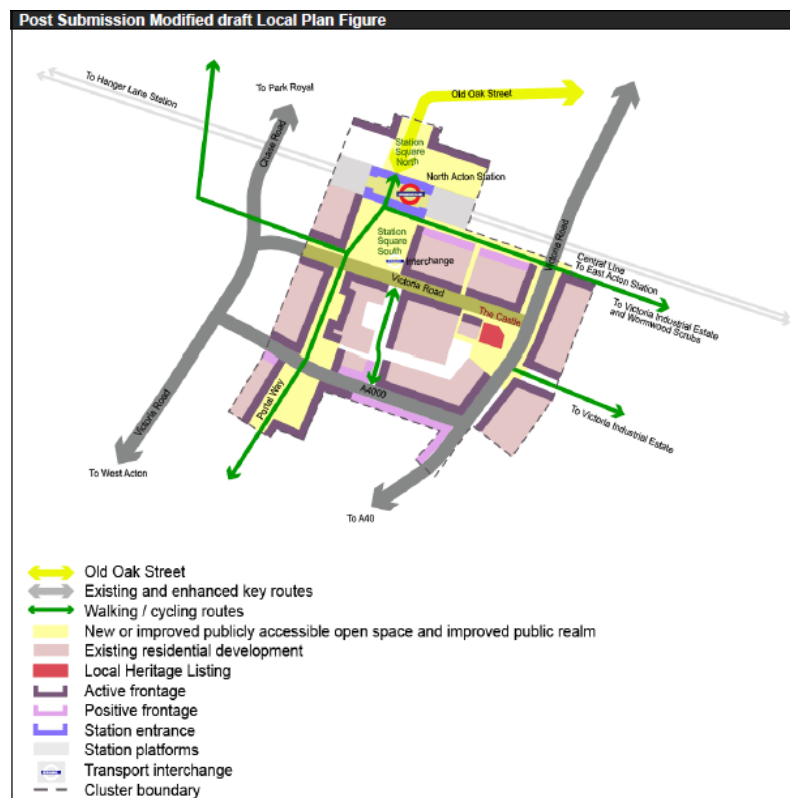 Post Submission Modified draft Local Plan Figure
To Hanger Lane Station
To Park Royal
Old Oak Street
Chase Road
Station
Square
North
North Acton Station
Station
Square
South
Interchange
Victoria Road
Victoria Road
Central Line
To East Acton Station
The Castle
To Victoria Industrial Estate
and Wormwood Scrubs
A4000
Portal Way
Victoria Road
To Victoria Industrial Estate
To West Acton
To A40
Old Oak Street
Existing and enhanced key routes
Walking / cycling routes
New or improved publicly accessible open space and improved public realm
Existing residential development
Local Heritage Listing
Active frontage
Positive frontage
Station entrance
Station platforms
Transport interchange
Cluster boundary